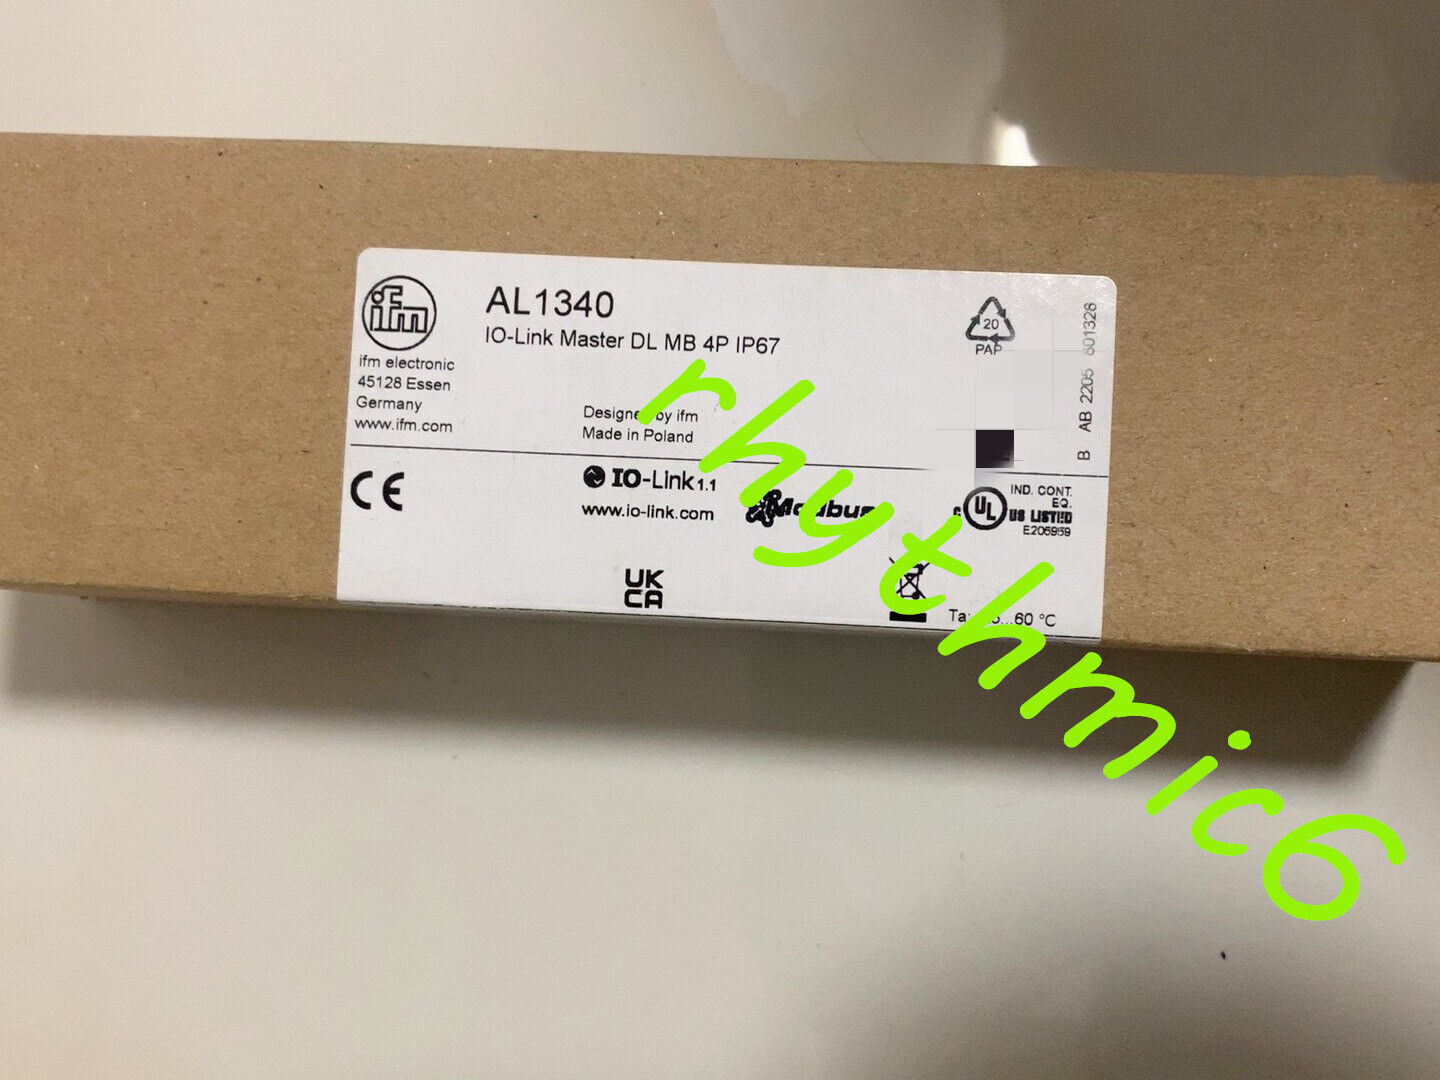 ifm
ifm electronic
45128 Essen
Germany
www.ifm.com
AL1340
IO-Link Master DL MB 4P IP67
Designed by ifm
Made in Poland
20
PAP
B AB 2205 601328
CE
IO-Link 1.1
www.io-link.com
Modbus
UK
CA
c UL US LISTED
IND. CONT.
EQ.
E206959
60 °C
rhythmic6